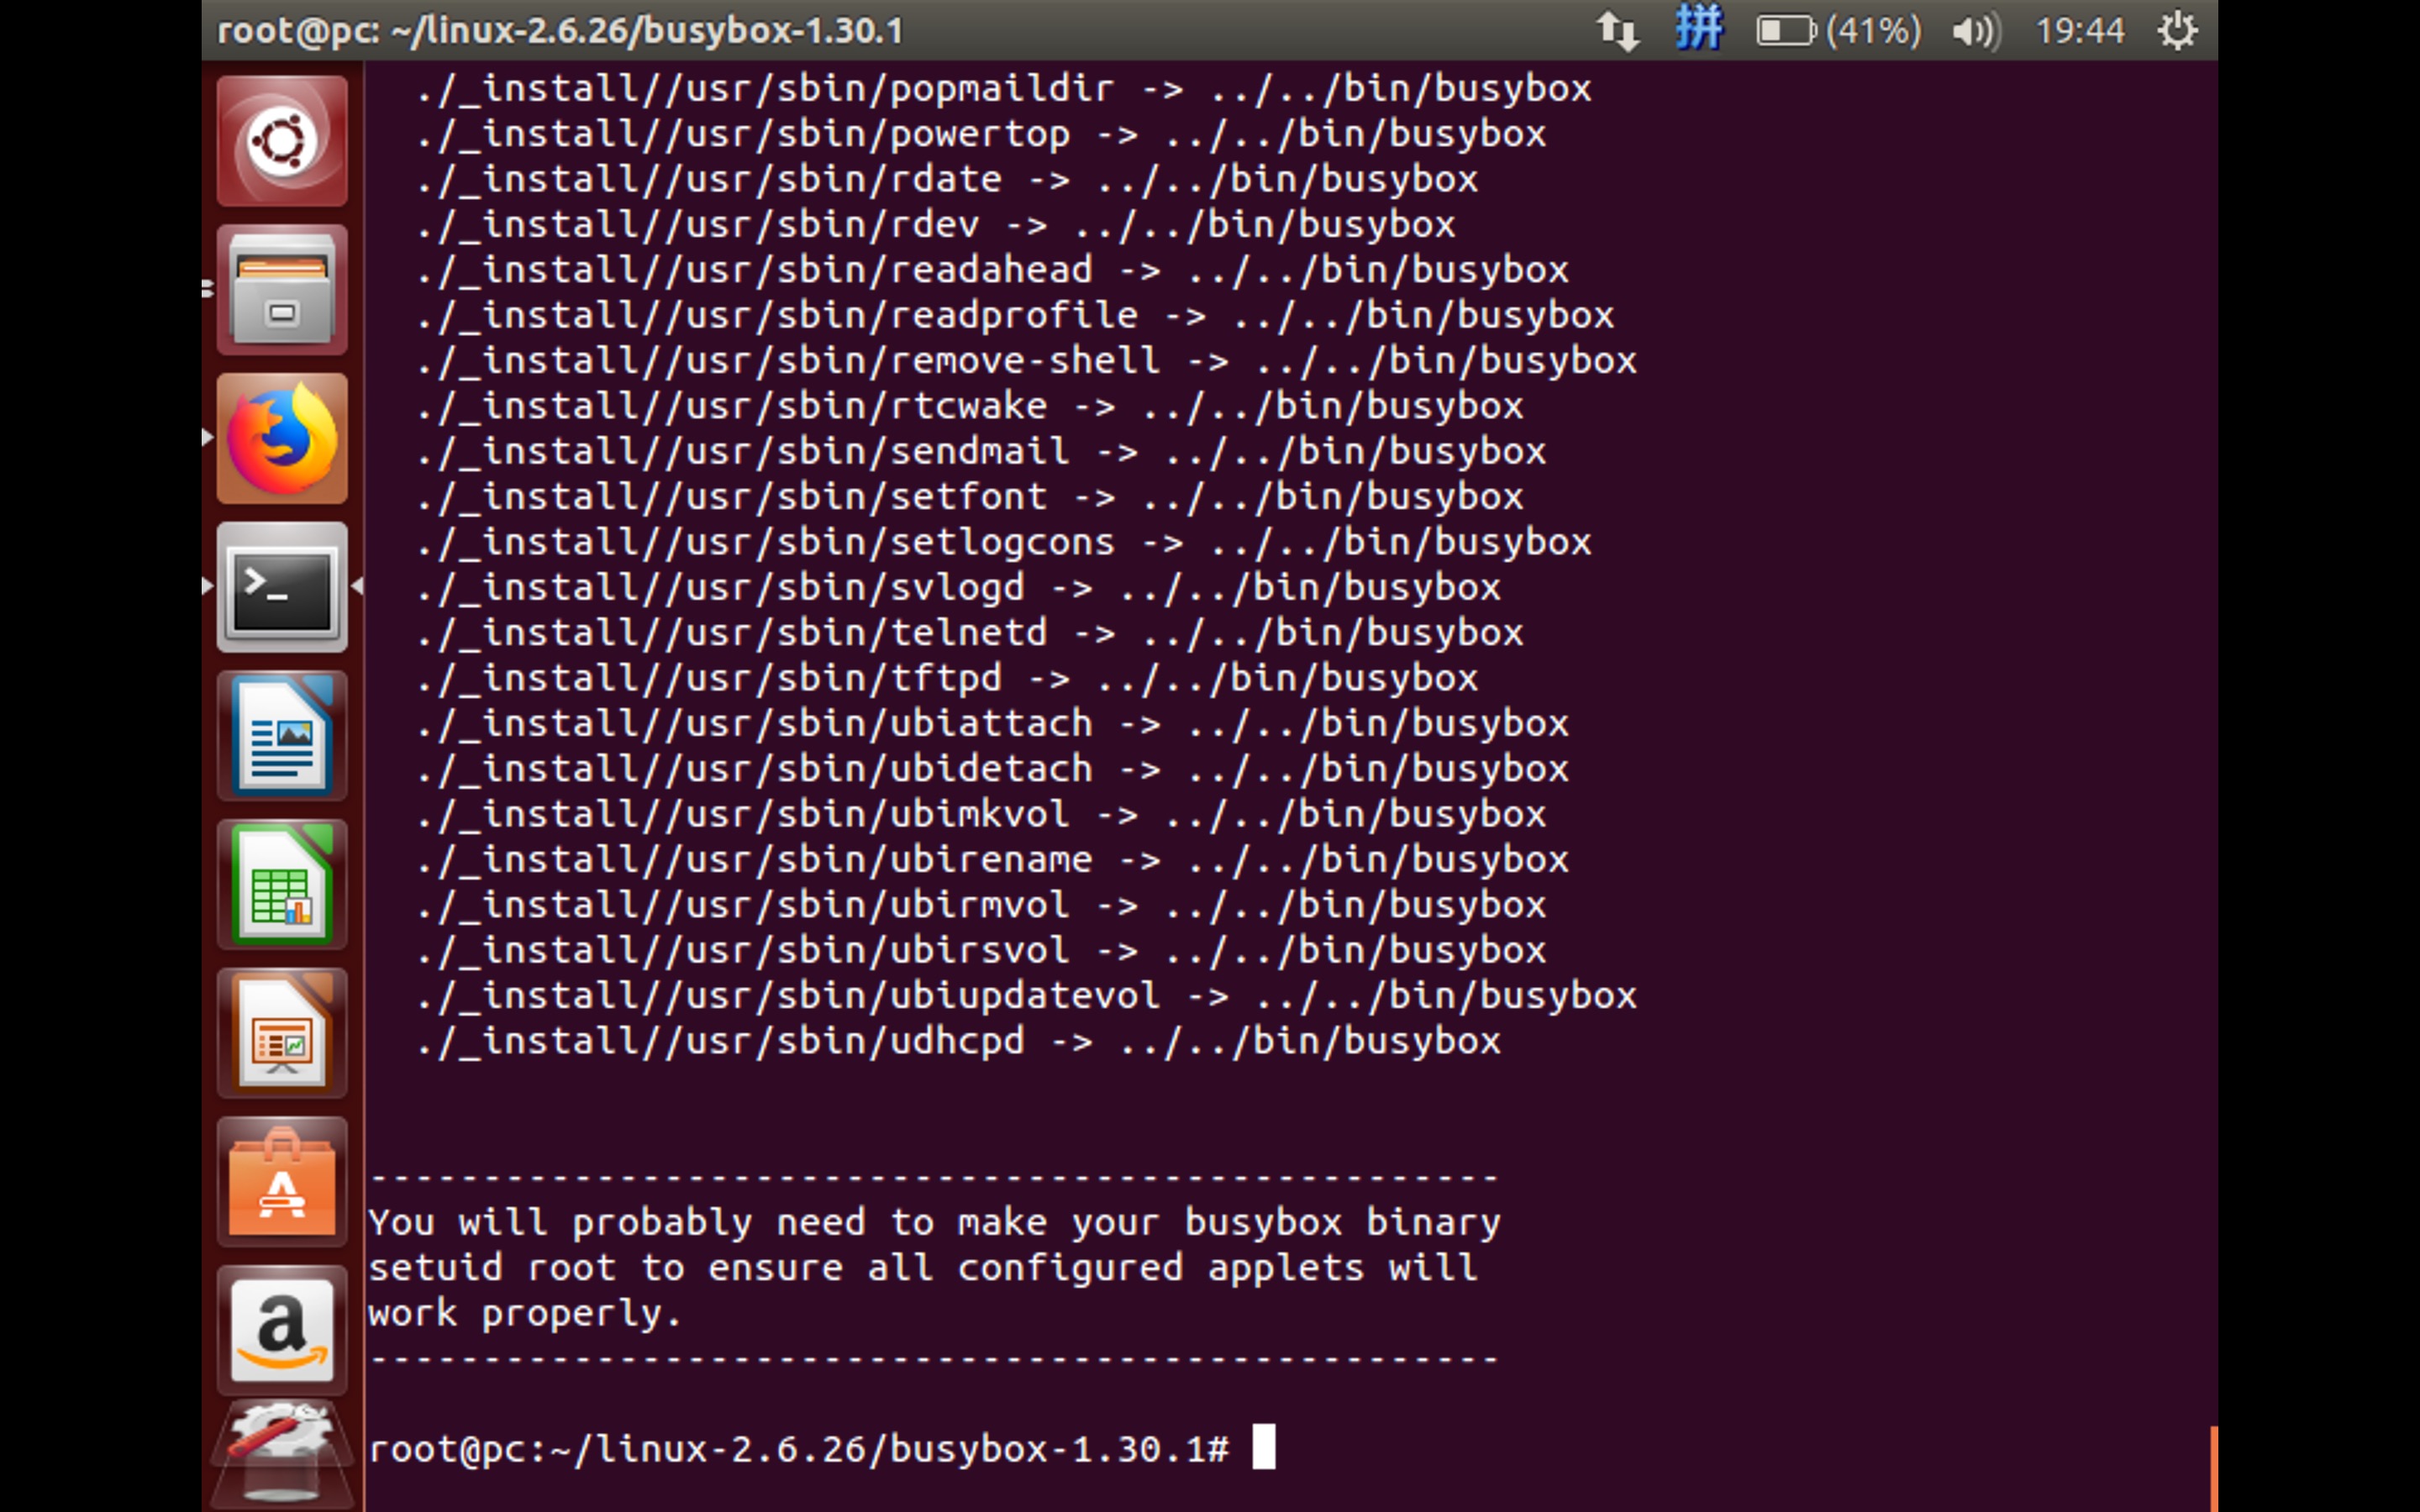 root@pc: ~/linux-2.6.26/busybox-1.30.1 拼 (41%) 19:44
./_install//usr/sbin/popmaildir -> ../../bin/busybox
./_install//usr/sbin/powertop -> ../../bin/busybox
./_install//usr/sbin/rdate -> ../../bin/busybox
./_install//usr/sbin/rdev -> ../../bin/busybox
./_install//usr/sbin/readahead -> ../../bin/busybox
./_install//usr/sbin/readprofile -> ../../bin/busybox
./_install//usr/sbin/remove-shell -> ../../bin/busybox
./_install//usr/sbin/rtcwake -> ../../bin/busybox
./_install//usr/sbin/sendmail -> ../../bin/busybox
./_install//usr/sbin/setfont -> ../../bin/busybox
./_install//usr/sbin/setlogcons -> ../../bin/busybox
./_install//usr/sbin/svlogd -> ../../bin/busybox
./_install//usr/sbin/telnetd -> ../../bin/busybox
./_install//usr/sbin/tftpd -> ../../bin/busybox
./_install//usr/sbin/ubiattach -> ../../bin/busybox
./_install//usr/sbin/ubidetach -> ../../bin/busybox
./_install//usr/sbin/ubimkvol -> ../../bin/busybox
./_install//usr/sbin/ubirename -> ../../bin/busybox
./_install//usr/sbin/ubirmvol -> ../../bin/busybox
./_install//usr/sbin/ubirsvol -> ../../bin/busybox
./_install//usr/sbin/ubiupdatevol -> ../../bin/busybox
./_install//usr/sbin/udhcpd -> ../../bin/busybox
--------------------------------------------------
You will probably need to make your busybox binary
setuid root to ensure all configured applets will
work properly.
--------------------------------------------------
root@pc:~/linux-2.6.26/busybox-1.30.1#